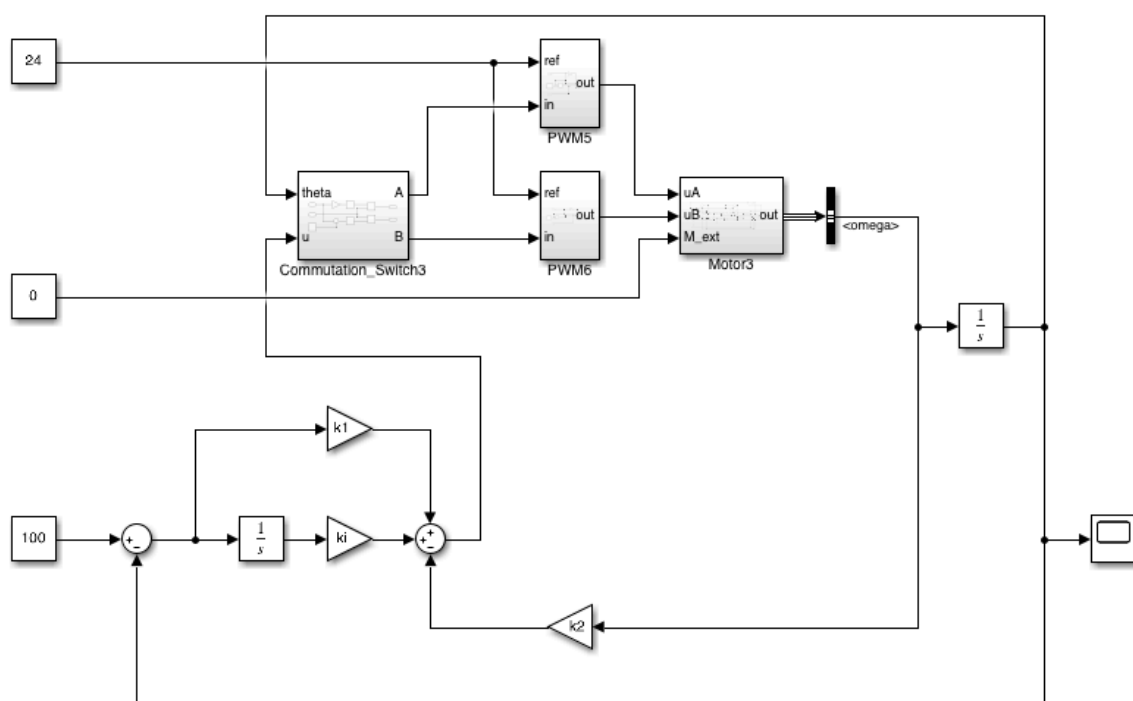 24
ref
out
in
PWM5
theta
A
u
B
Commutation_Switch3
ref
out
in
PWM6
uA
uB
out
M_ext
Motor3
<omega>
0
1
s
k1
100
+
−
1
s
ki
+
+
−
k2